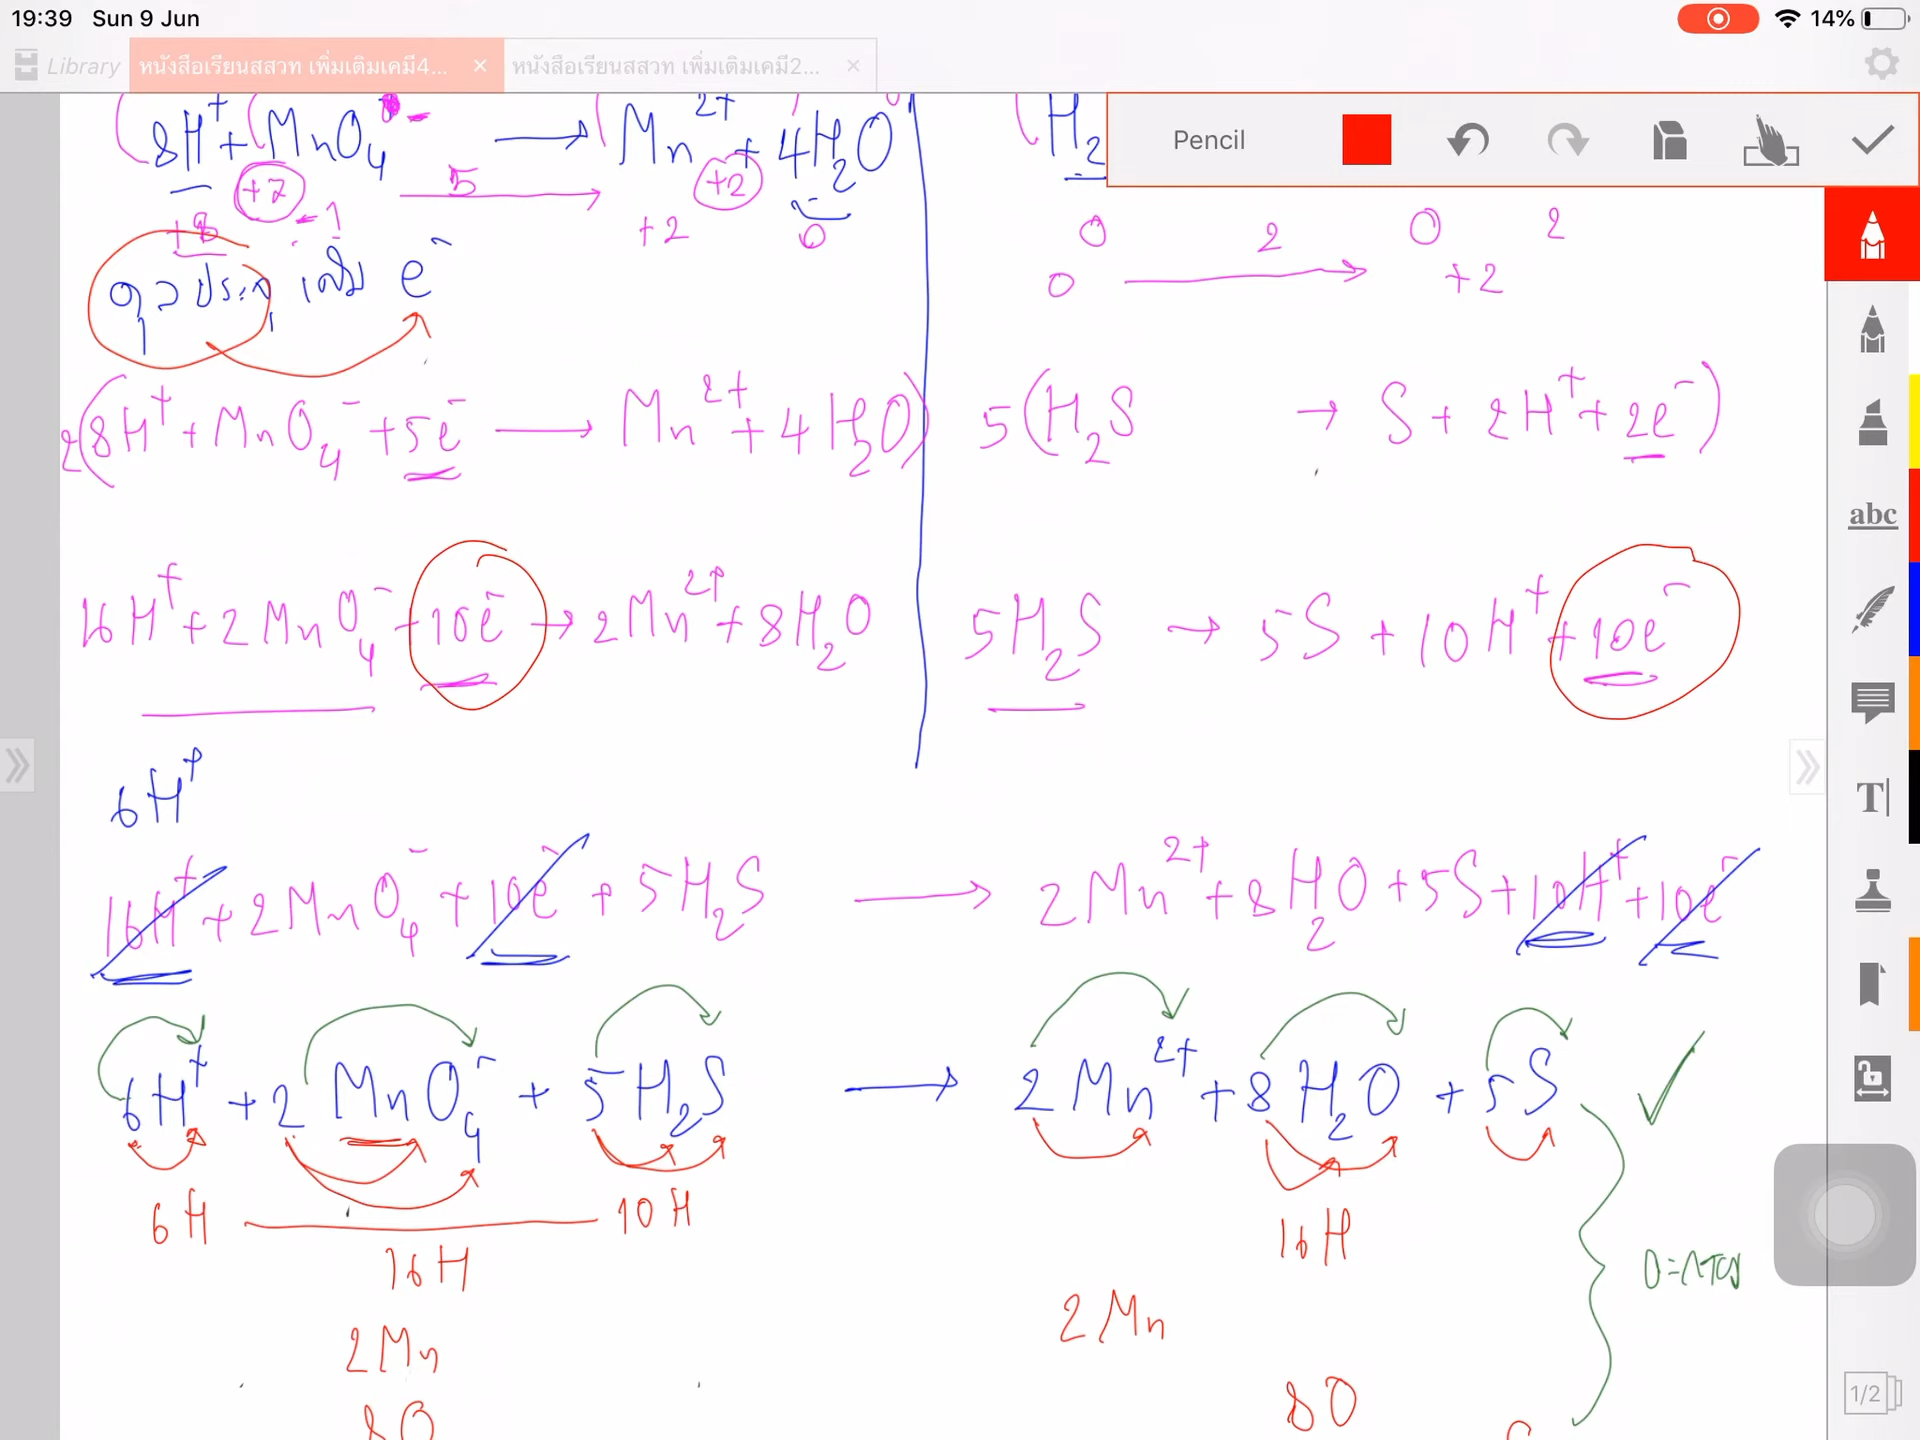 19:39 Sun 9 Jun 14%
Library หนังสือเรียนสสวท เพิ่มเติมเคมี4... × หนังสือเรียนสสวท เพิ่มเติมเคมี2... ×
Pencil
8H⁺ + MnO₄⁻ → Mn²⁺ + 4H₂O
H₂
+7 5 +2
+8 -1 +2 0
0 2 0 2
0 → +2
ดุลประจุ เติม e⁻
2(8H⁺ + MnO₄⁻ + 5e⁻ → Mn²⁺ + 4H₂O)
5(H₂S → S + 2H⁺ + 2e⁻)
16H⁺ + 2MnO₄⁻ + 10e⁻ → 2Mn²⁺ + 8H₂O
5H₂S → 5S + 10H⁺ + 10e⁻
6H⁺
16H⁺ + 2MnO₄⁻ + 10e⁻ + 5H₂S → 2Mn²⁺ + 8H₂O + 5S + 10H⁺ + 10e⁻
6H⁺ + 2MnO₄⁻ + 5H₂S → 2Mn²⁺ + 8H₂O + 5S ✓
6H 10H 16H
16H
2Mn 2Mn
8O 8O
abc
T|
1/2